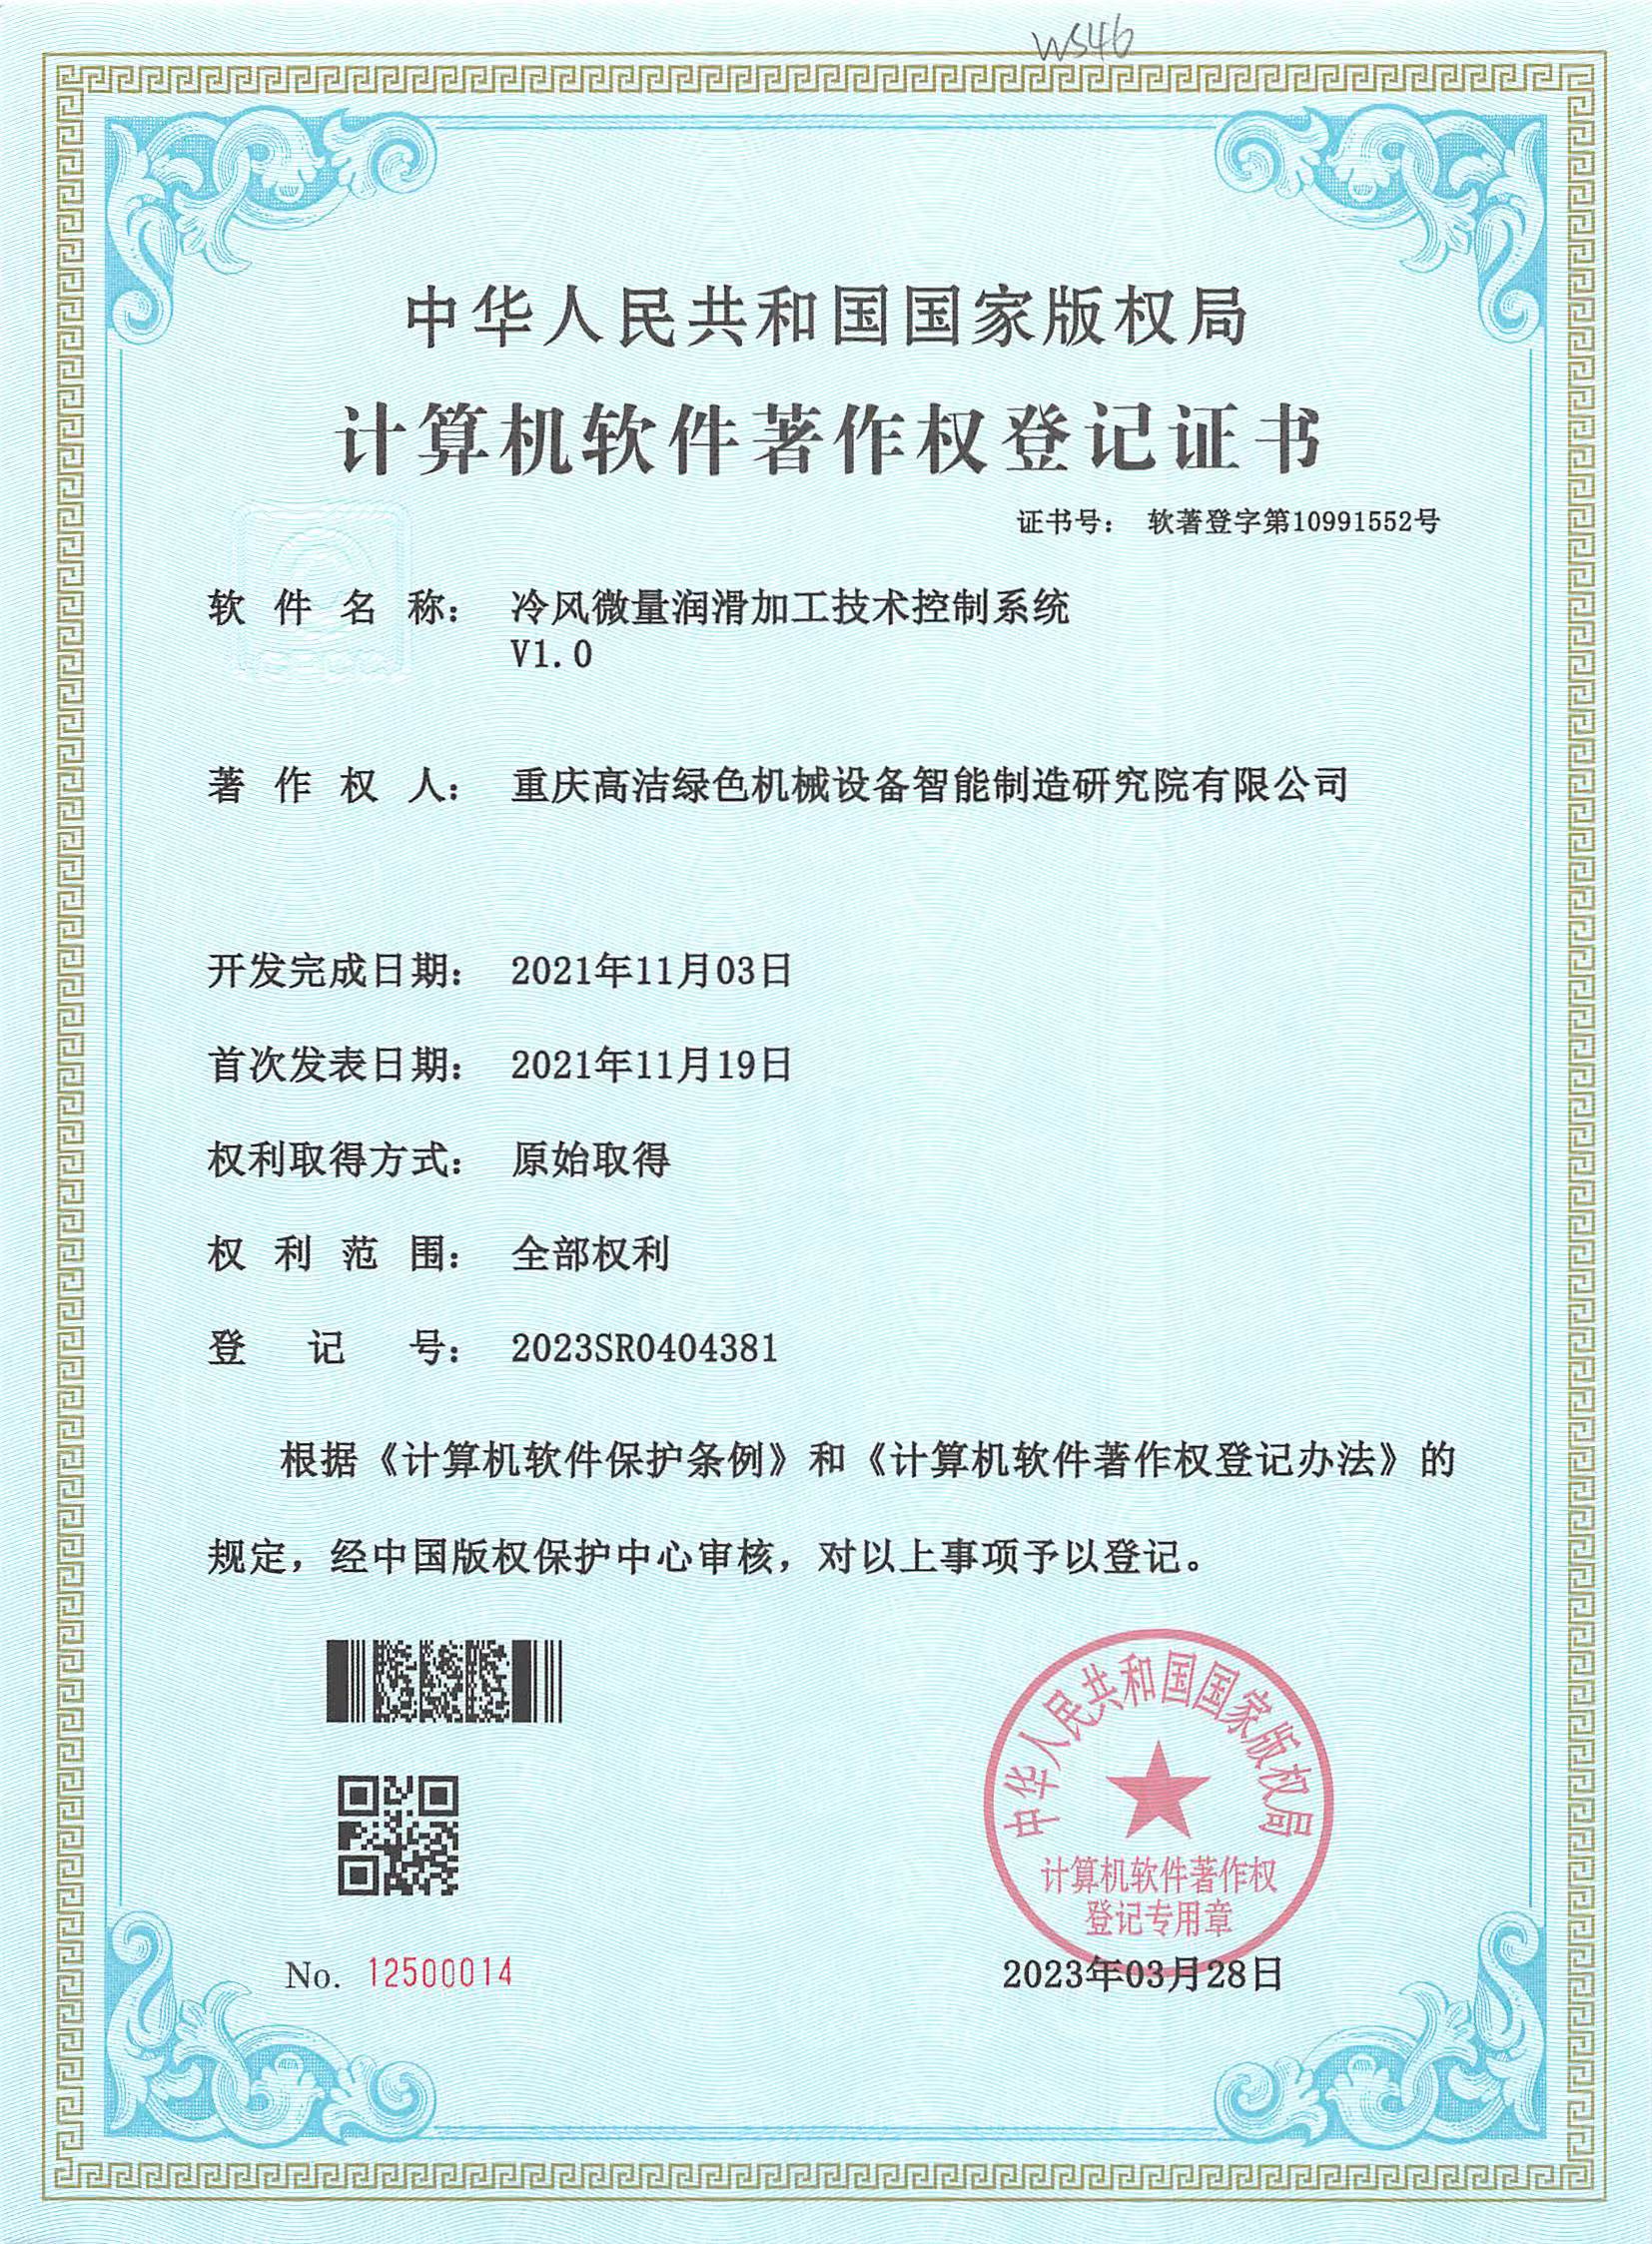 WS46
中华人民共和国国家版权局
计算机软件著作权登记证书
证书号： 软著登字第10991552号
软件名称： 冷风微量润滑加工技术控制系统
V1.0
著作权人： 重庆高洁绿色机械设备智能制造研究院有限公司
开发完成日期： 2021年11月03日
首次发表日期： 2021年11月19日
权利取得方式： 原始取得
权利范围： 全部权利
登记号： 2023SR0404381
根据《计算机软件保护条例》和《计算机软件著作权登记办法》的
规定，经中国版权保护中心审核，对以上事项予以登记。
中华人民共和国国家版权局
计算机软件著作权
登记专用章
No. 12500014
2023年03月28日